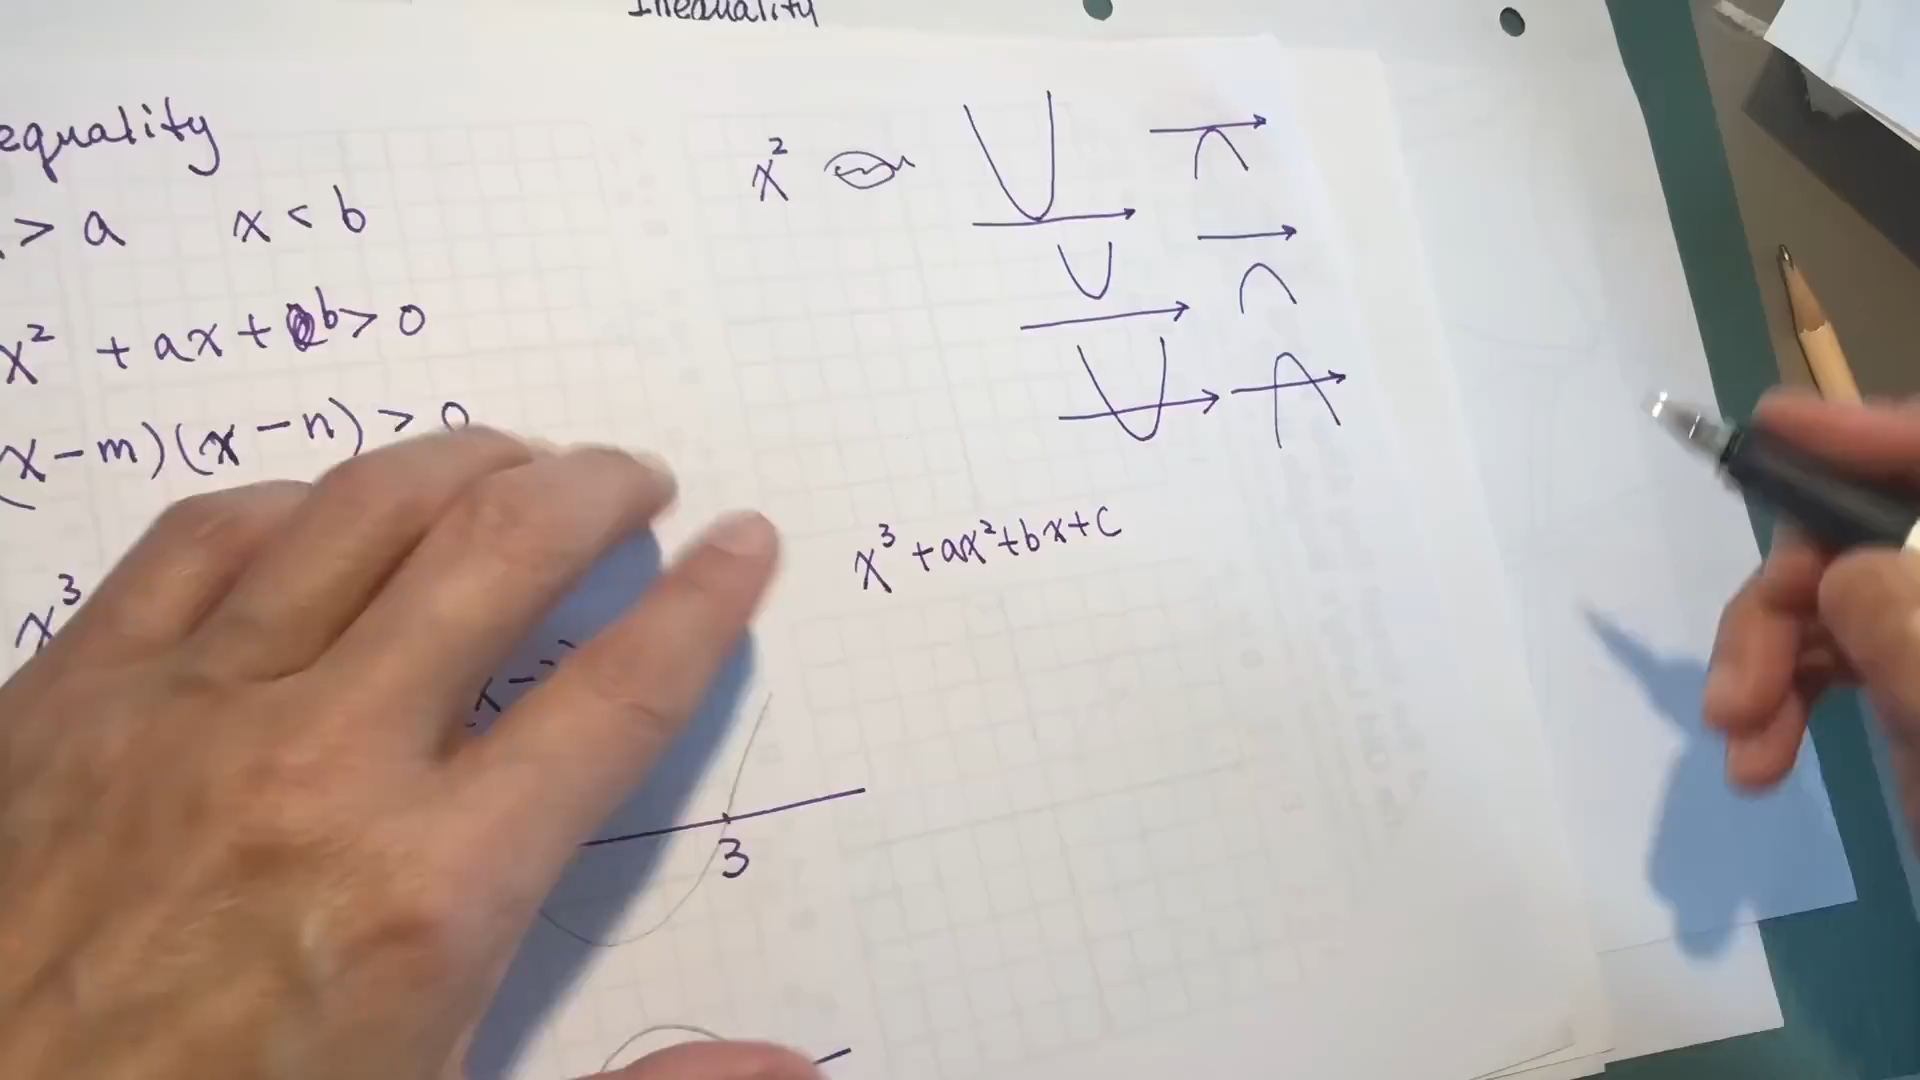 Inequality
equality
> a x < b
x² + ax + b > 0
(x-m)(x-n) > 0
x³
x²
x³ + ax² + bx + c
3